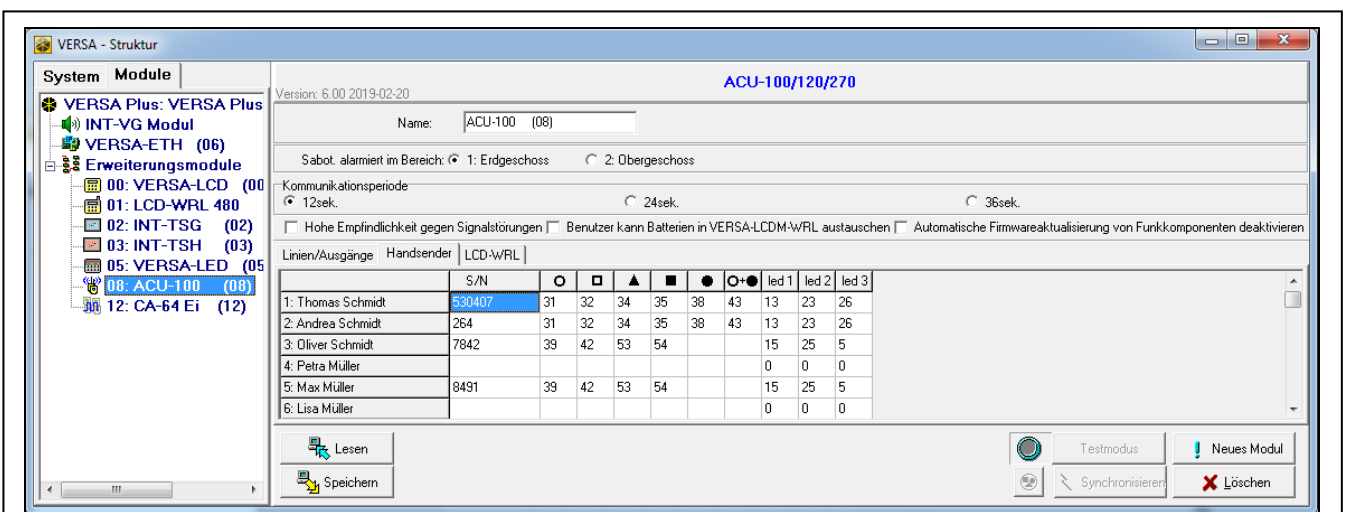 VERSA - Struktur
System Module
VERSA Plus: VERSA Plus
INT-VG Modul
VERSA-ETH (06)
Erweiterungsmodule
00: VERSA-LCD (00
01: LCD-WRL 480
02: INT-TSG (02)
03: INT-TSH (03)
05: VERSA-LED (05
08: ACU-100 (08)
12: CA-64 Ei (12)
ACU-100/120/270
Version: 6.00 2019-02-20
Name: ACU-100 (08)
Sabot. alarmiert im Bereich: 1: Erdgeschoss 2: Obergeschoss
Kommunikationsperiode
12sek. 24sek. 36sek.
Hohe Empfindlichkeit gegen Signalstörungen Benutzer kann Batterien in VERSA-LCDM-WRL austauschen Automatische Firmwareaktualisierung von Funkkomponenten deaktivieren
Linien/Ausgänge Handsender LCD-WRL
S/N O+● led 1 led 2 led 3
1: Thomas Schmidt 530407 31 32 34 35 38 43 13 23 26
2: Andrea Schmidt 264 31 32 34 35 38 43 13 23 26
3: Oliver Schmidt 7842 39 42 53 54 15 25 5
4: Petra Müller 0 0 0
5: Max Müller 8491 39 42 53 54 15 25 5
6: Lisa Müller 0 0 0
Lesen Testmodus Neues Modul
Speichern Synchronisieren Löschen